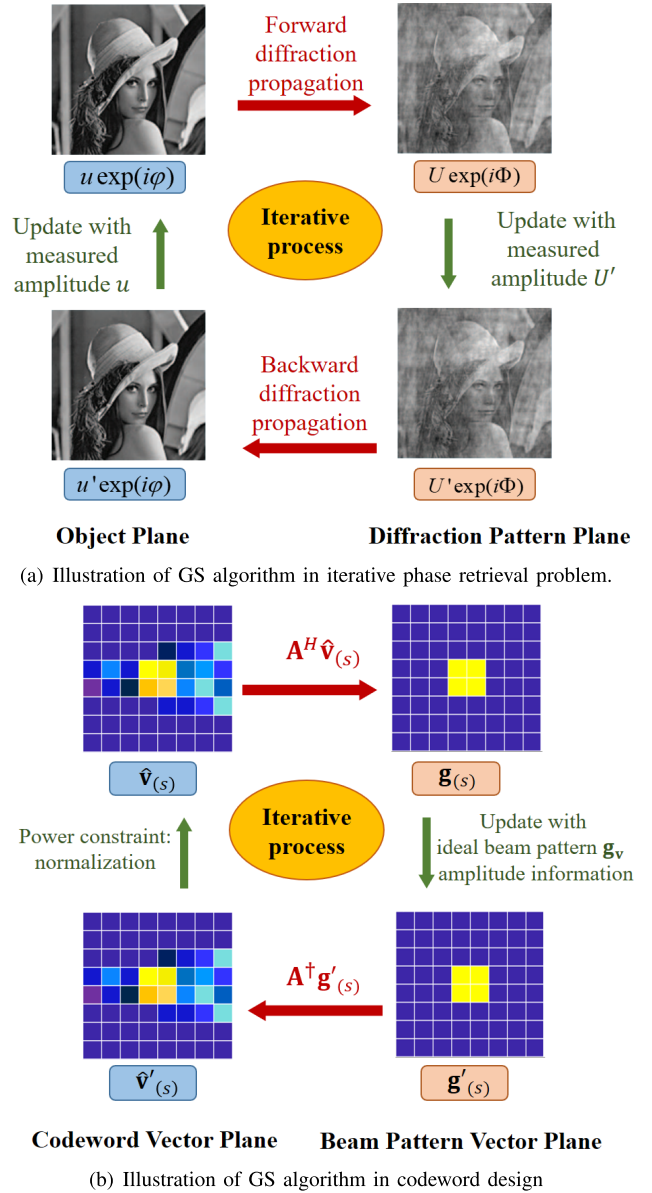 Forward
diffraction
propagation
u exp(iφ)
U exp(iΦ)
Iterative
process
Update with
measured
amplitude u
Update with
measured
amplitude U′
Backward
diffraction
propagation
u'exp(iφ)
U'exp(iΦ)
Object Plane
Diffraction Pattern Plane
(a) Illustration of GS algorithm in iterative phase retrieval problem.
𝐀ᴴ𝐯̂₍ₛ₎
𝐯̂₍ₛ₎
𝐠₍ₛ₎
Iterative
process
Power constraint:
normalization
Update with
ideal beam pattern 𝐠𝐯
amplitude information
𝐀†𝐠′₍ₛ₎
𝐯̂′₍ₛ₎
𝐠′₍ₛ₎
Codeword Vector Plane
Beam Pattern Vector Plane
(b) Illustration of GS algorithm in codeword design